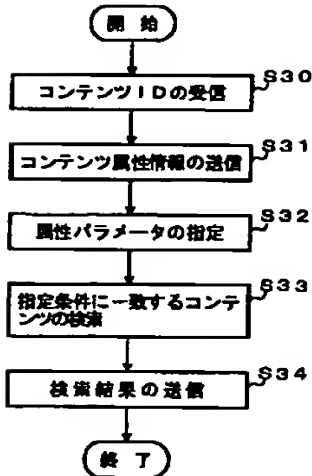 開始
S30
コンテンツIDの受信
S31
コンテンツ属性情報の送信
S32
属性パラメータの指定
S33
指定条件に一致するコンテ
ンツの検索
S34
検索結果の送信
終了